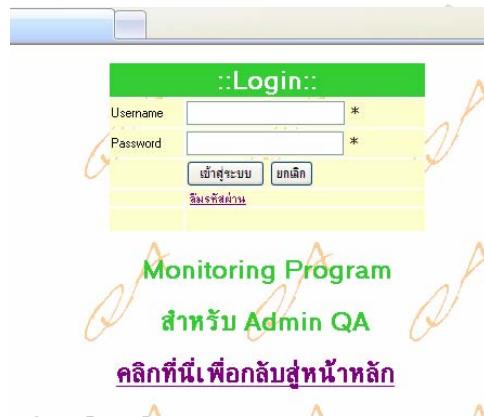 ::Login::
Username *
Password *
เข้าสู่ระบบ ยกเลิก
ลืมรหัสผ่าน
Monitoring Program
สำหรับ Admin QA
คลิกที่นี่เพื่อกลับสู่หน้าหลัก